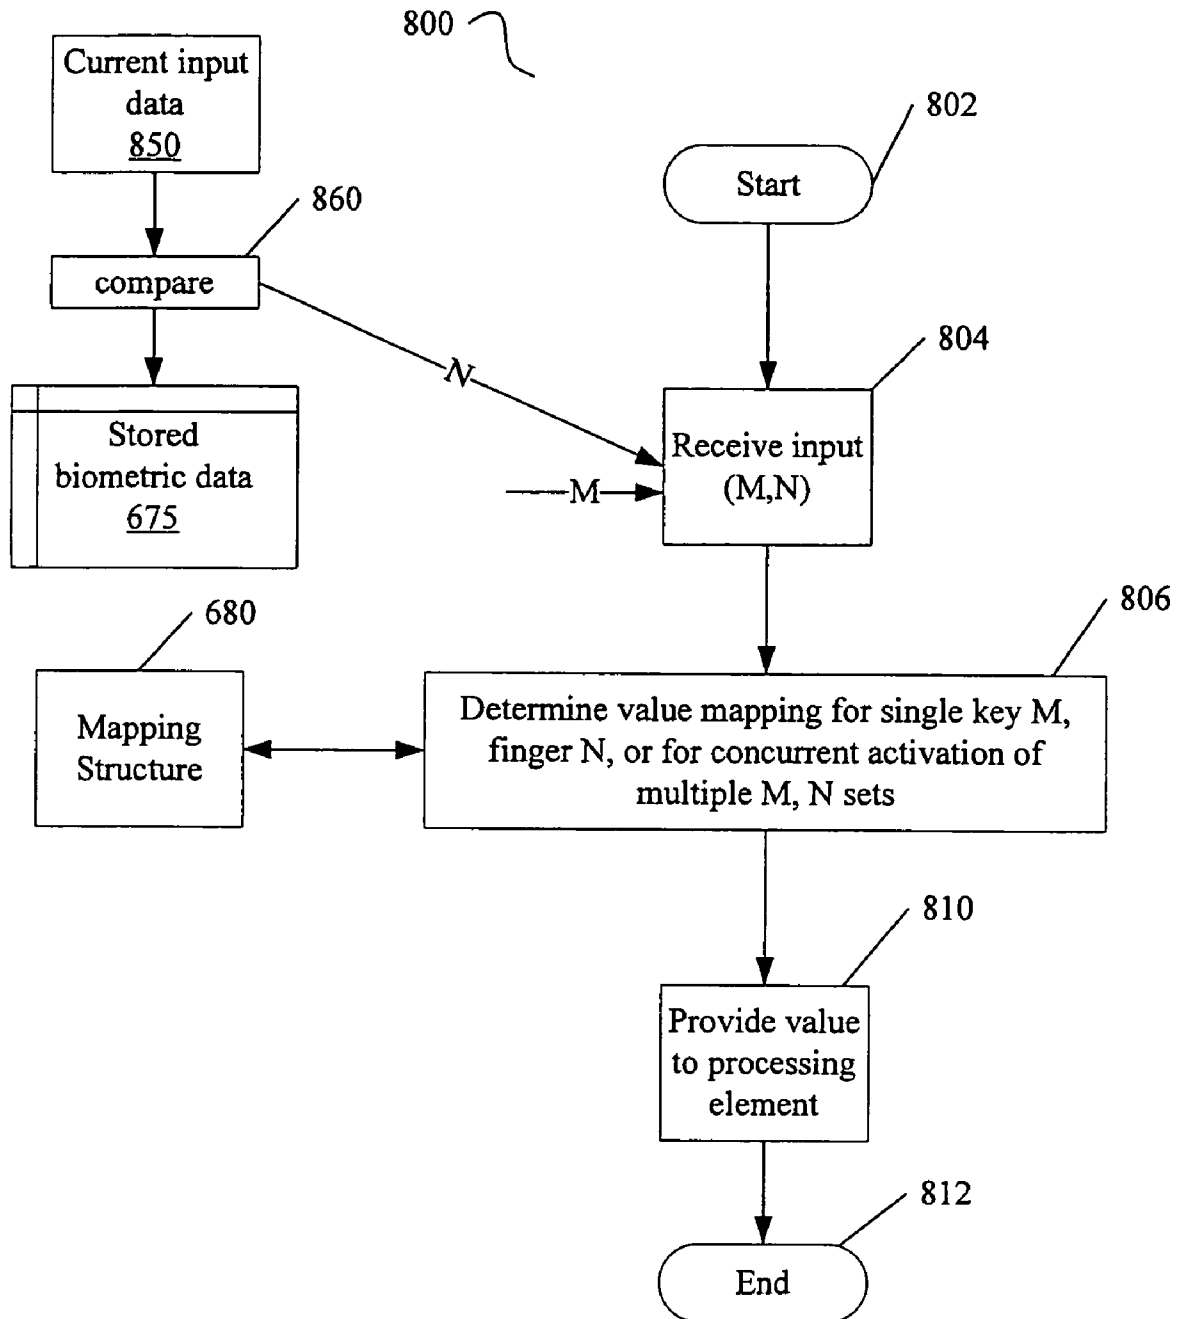 800
Current input
data
850
802
Start
860
compare
804
N
Receive input
(M,N)
M
Stored
biometric data
675
680
806
Mapping
Structure
Determine value mapping for single key M,
finger N, or for concurrent activation of
multiple M, N sets
810
Provide value
to processing
element
812
End